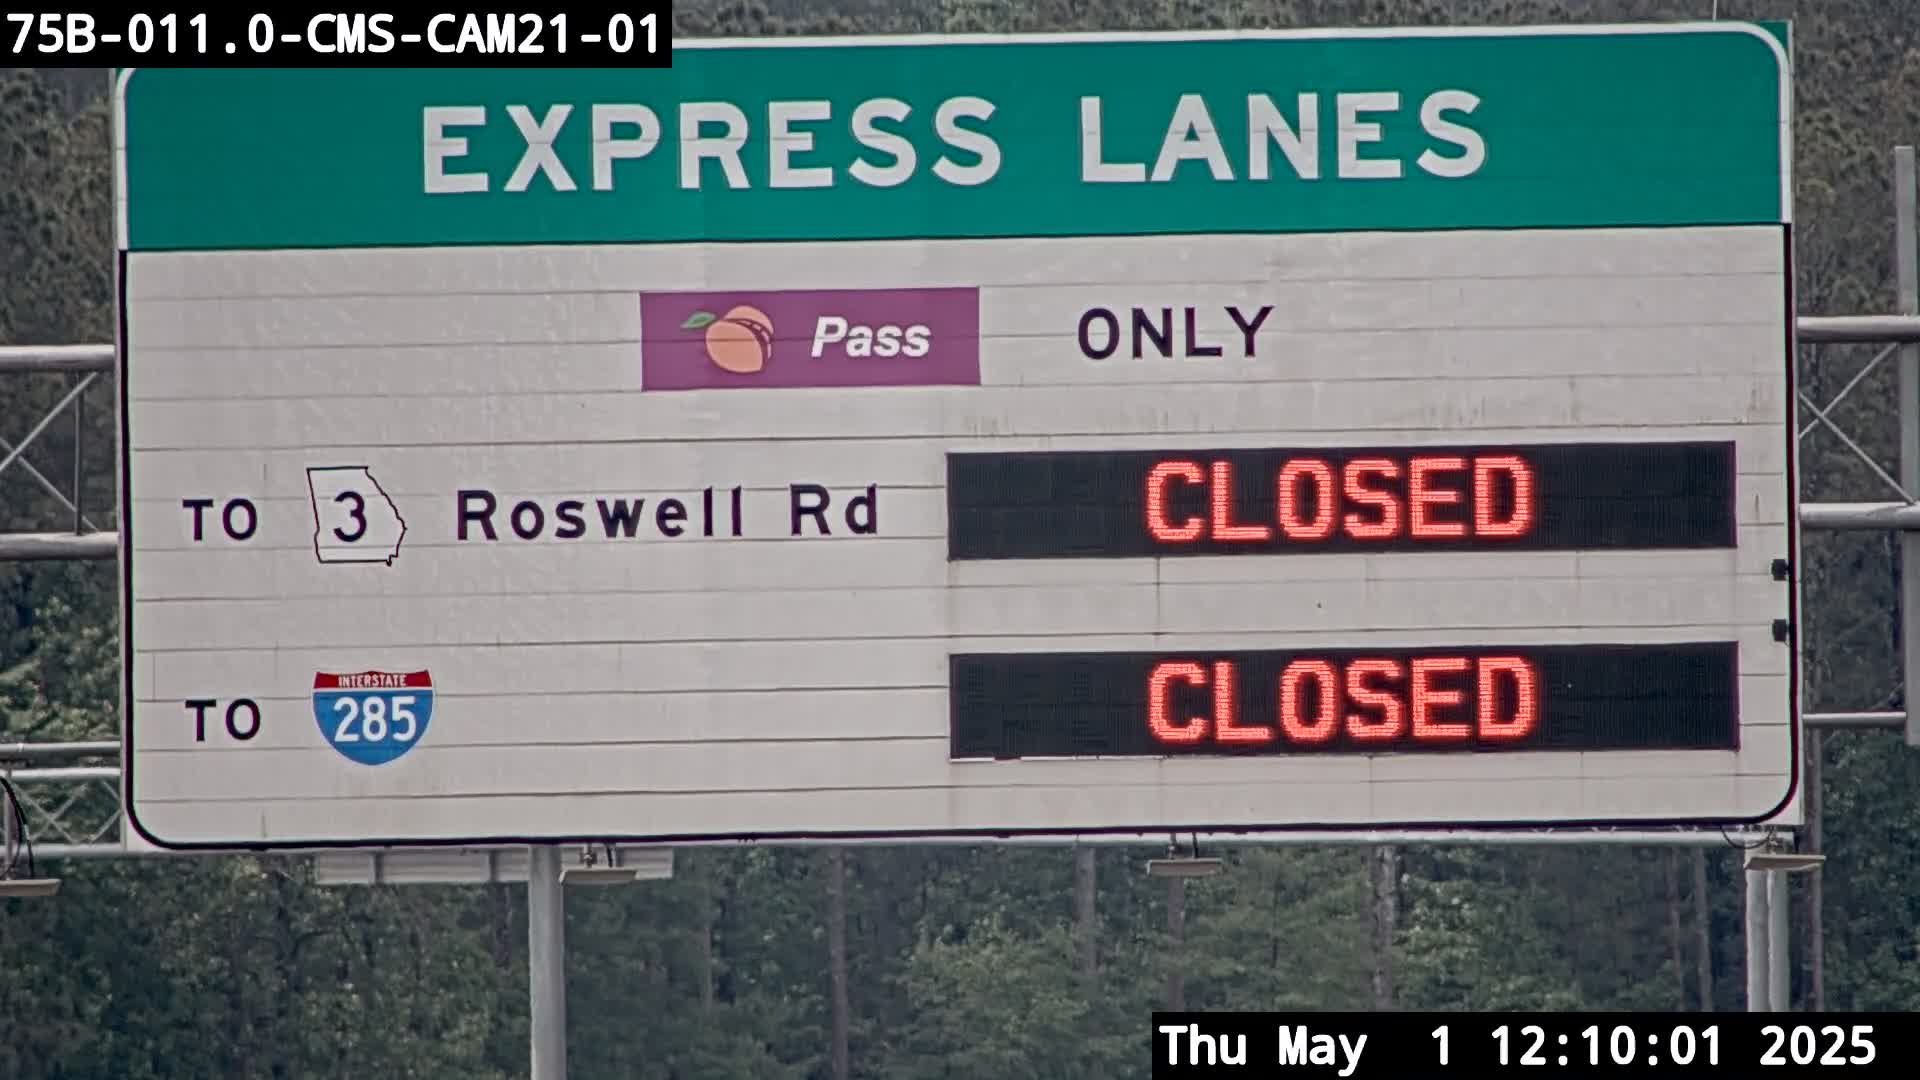 75B-011.0-CMS-CAM21-01
EXPRESS LANES
Pass ONLY
TO 3 Roswell Rd CLOSED
TO INTERSTATE 285 CLOSED
Thu May 1 12:10:01 2025